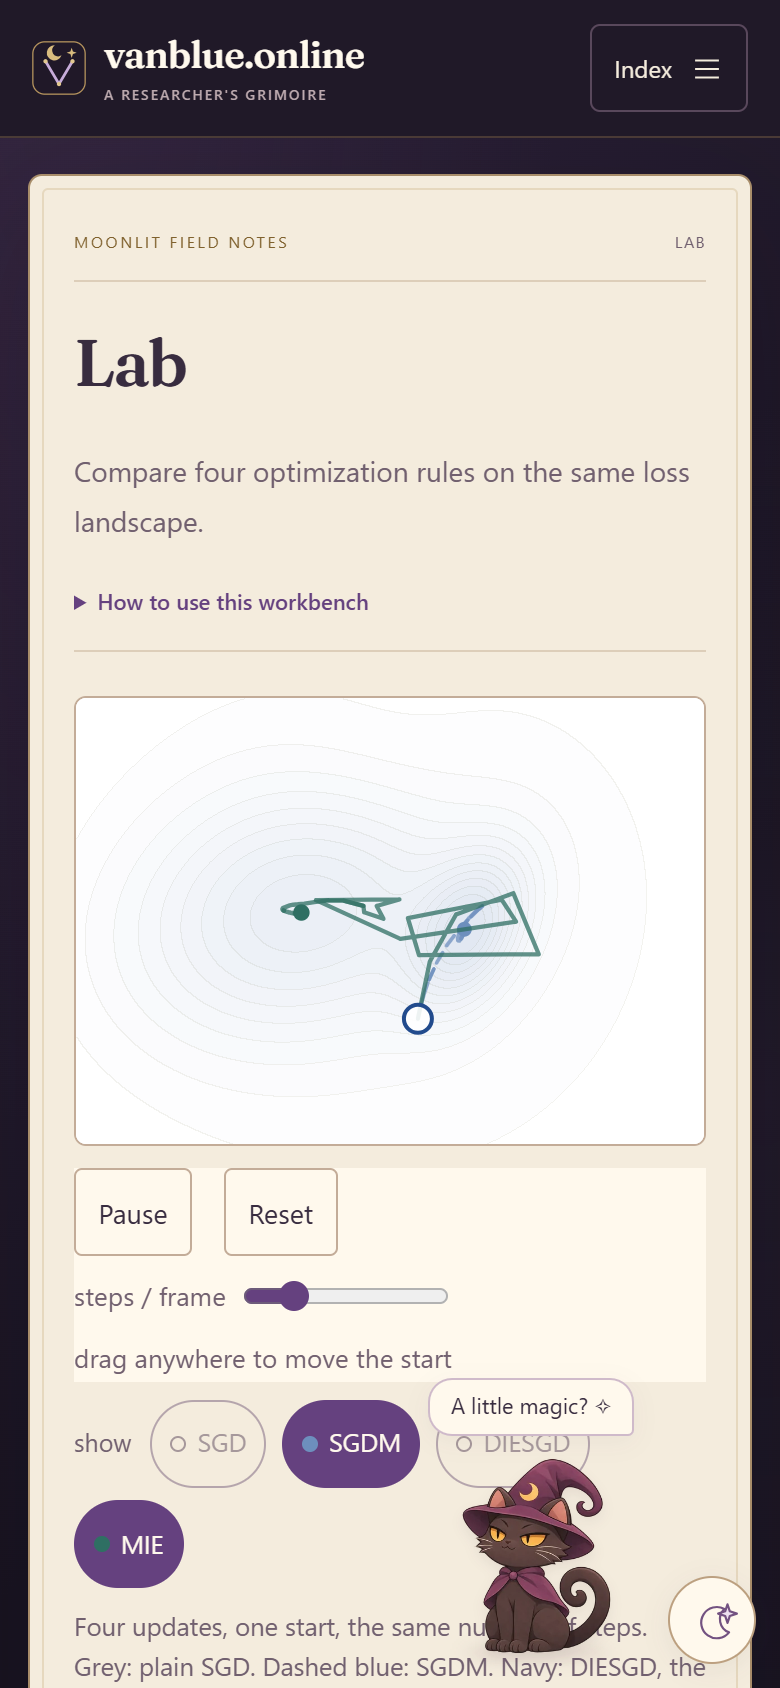 vanblue.online
A RESEARCHER'S GRIMOIRE
Index
MOONLIT FIELD NOTES
LAB
Lab
Compare four optimization rules on the same loss
landscape.
How to use this workbench
Pause
Reset
steps / frame
drag anywhere to move the start
A little magic? ✧
show
SGD
SGDM
DIESGD
MIE
Four updates, one start, the same nu f teps.
Grey: plain SGD. Dashed blue: SGDM. Navy: DIESGD, the